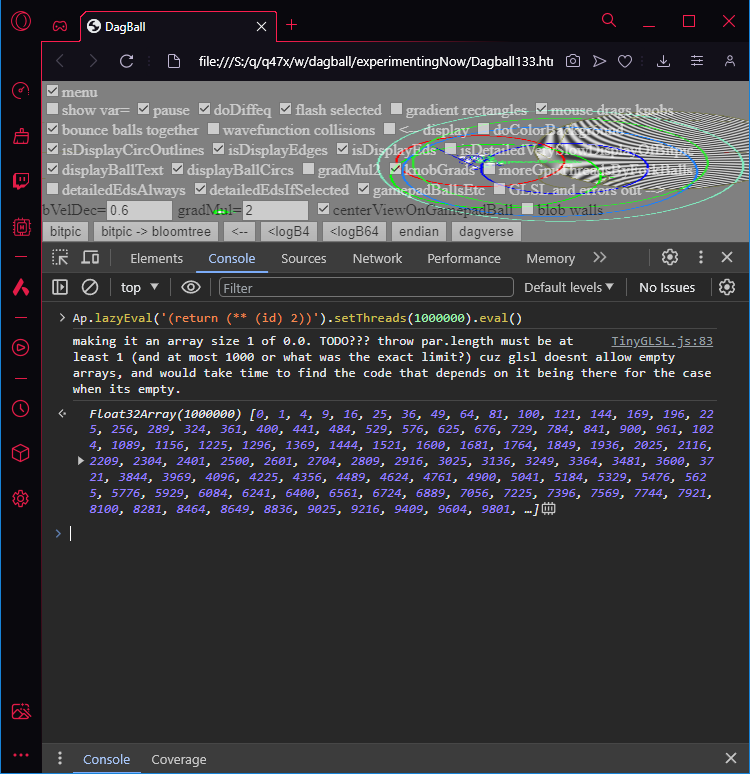 DagBall
file:///S:/q/q47x/w/dagball/experimentingNow/Dagball133.htm
menu
show var= pause doDiffeq flash selected gradient rectangles mouse drags knobs
bounce balls together wavefunction collisions <-- display doColorBackground
isDisplayCircOutlines isDisplayEdges isDisplayEds isDetailedVerySlowDisplayOfBitpic
displayBallText displayBallCircs gradMul2 knobGrads
detailedEdsAlways detailedEdsIfSelected gamepadBallsEtc GLSL and errors out -->
bVelDec= 0.6 gradMul= 2 centerViewOnGamepadBall blob walls
bitpic bitpic -> bloomtree <-- <logB4 <logB64 endian dagverse
Elements Console Sources Network Performance Memory
top Filter Default levels No Issues
Ap.lazyEval('(return (** (id) 2))').setThreads(1000000).eval()
making it an array size 1 of 0.0. TODO??? throw par.length must be at TinyGLSL.js:83
least 1 (and at most 1000 or what was the exact limit?) cuz glsl doesnt allow empty
arrays, and would take time to find the code that depends on it being there for the case
when its empty.
Float32Array(1000000) [0, 1, 4, 9, 16, 25, 36, 49, 64, 81, 100, 121, 144, 169, 196, 22
5, 256, 289, 324, 361, 400, 441, 484, 529, 576, 625, 676, 729, 784, 841, 900, 961, 102
4, 1089, 1156, 1225, 1296, 1369, 1444, 1521, 1600, 1681, 1764, 1849, 1936, 2025, 2116,
2209, 2304, 2401, 2500, 2601, 2704, 2809, 2916, 3025, 3136, 3249, 3364, 3481, 3600, 37
21, 3844, 3969, 4096, 4225, 4356, 4489, 4624, 4761, 4900, 5041, 5184, 5329, 5476, 562
5, 5776, 5929, 6084, 6241, 6400, 6561, 6724, 6889, 7056, 7225, 7396, 7569, 7744, 7921,
8100, 8281, 8464, 8649, 8836, 9025, 9216, 9409, 9604, 9801, …]
Console Coverage